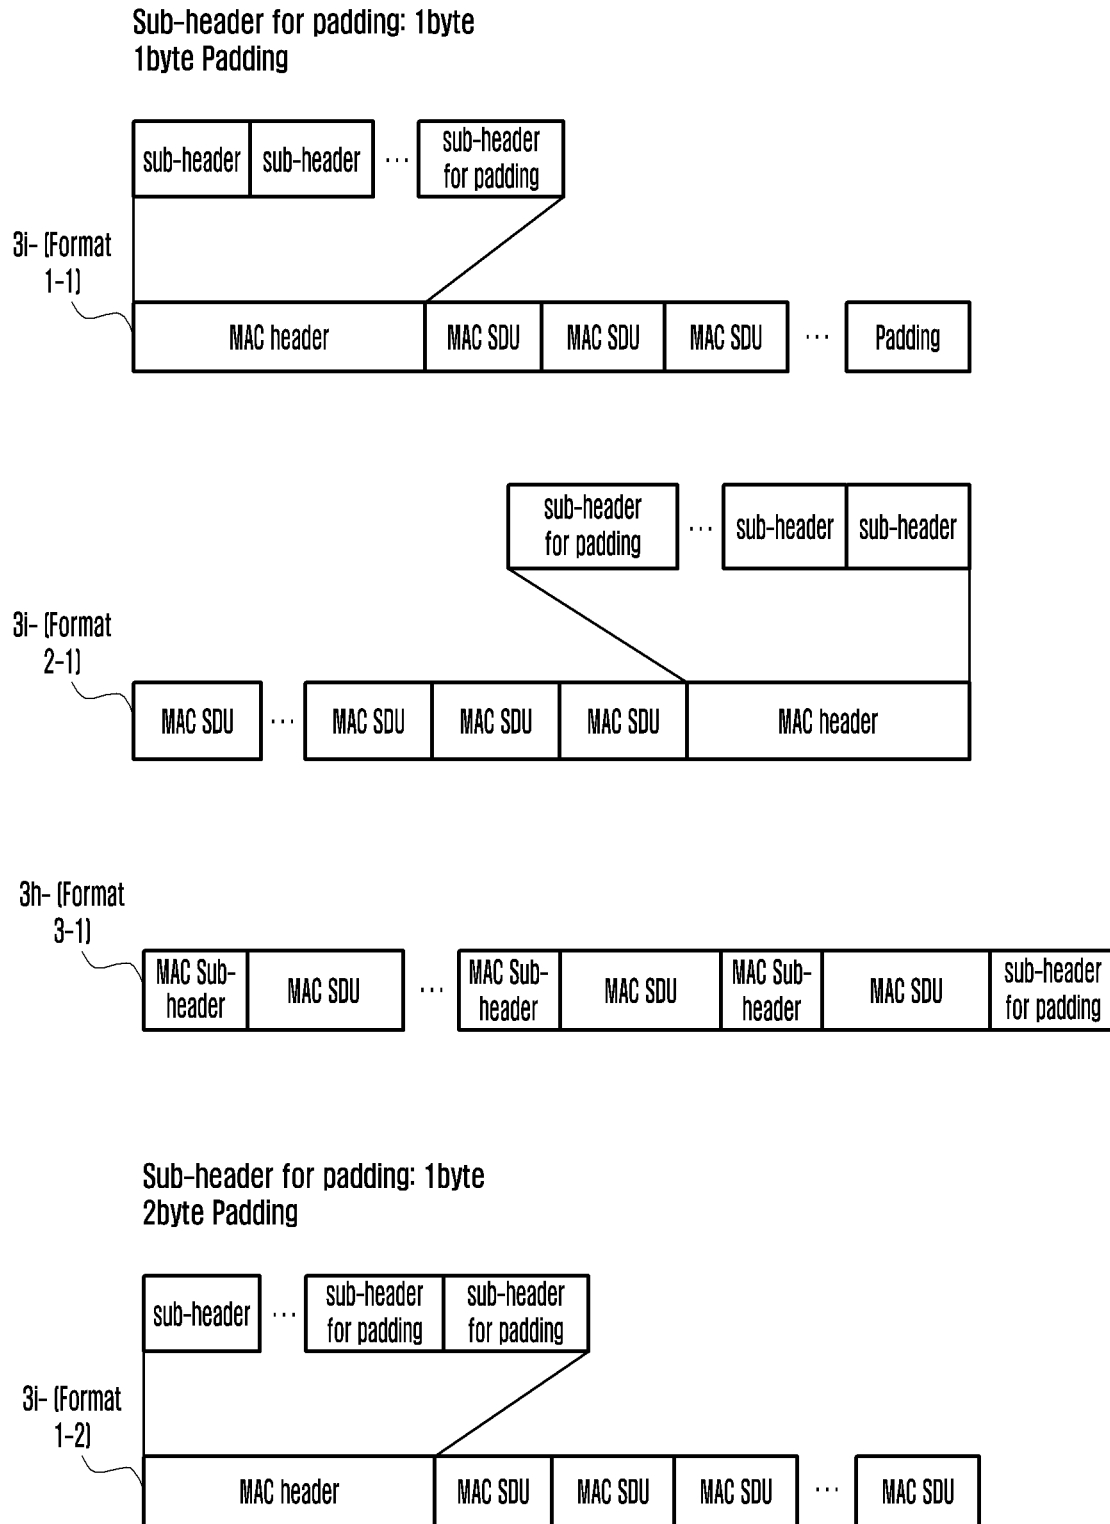 Sub-header for padding: 1byte
1byte Padding
sub-header sub-header ... sub-header
for padding
3i- (Format
1-1)
MAC header MAC SDU MAC SDU MAC SDU ... Padding
sub-header
for padding ... sub-header sub-header
3i- (Format
2-1)
MAC SDU ... MAC SDU MAC SDU MAC SDU MAC header
3h- (Format
3-1)
MAC Sub-
header MAC SDU ... MAC Sub-
header MAC SDU MAC Sub-
header MAC SDU sub-header
for padding
Sub-header for padding: 1byte
2byte Padding
sub-header ... sub-header
for padding sub-header
for padding
3i- (Format
1-2)
MAC header MAC SDU MAC SDU MAC SDU ... MAC SDU